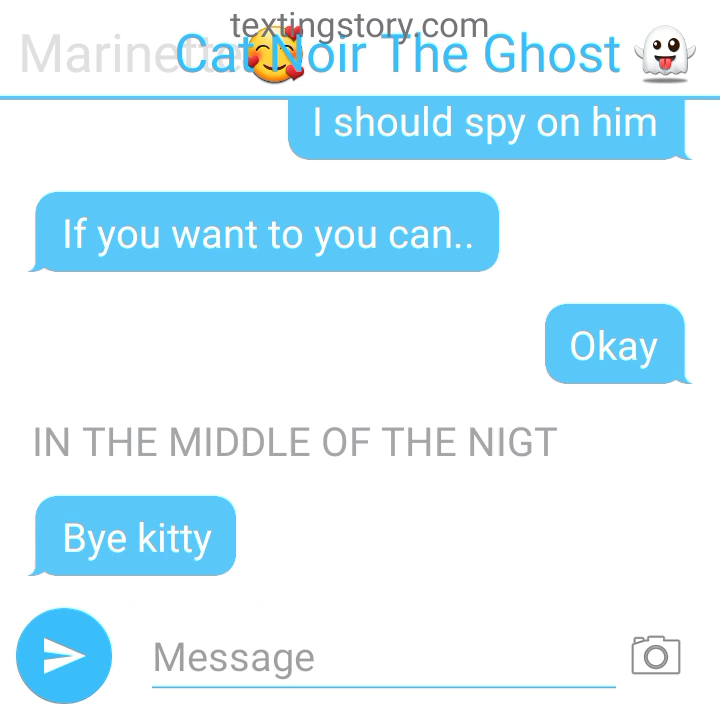 textingstory.com
Marinette🥰
Cat Noir The Ghost 👻
I should spy on him
If you want to you can..
Okay
IN THE MIDDLE OF THE NIGT
Bye kitty
Message